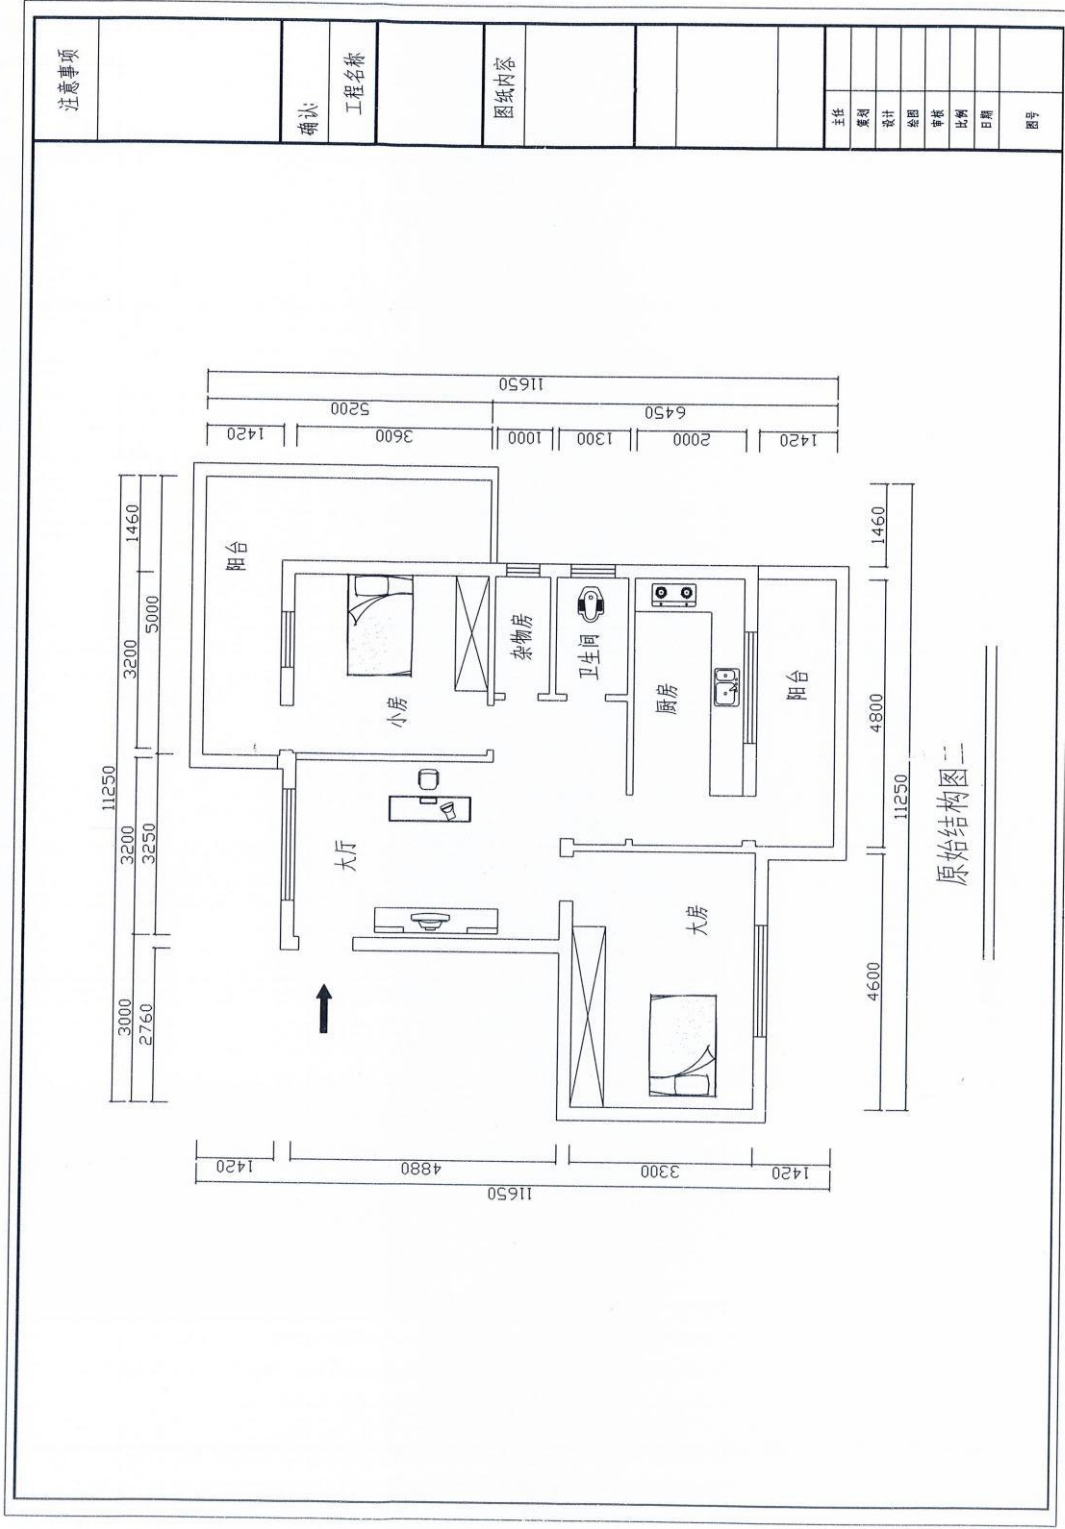 注意事项
确认:
工程名称
图纸内容
主任
策划
设计
绘图
审核
比例
日期
图号
11650
5200
6450
1420
3600
1000
1300
2000
1420
11250
3200
3200
3000
1460
5000
3250
2760
阳台
小房
杂物房
卫生间
厨房
阳台
大厅
大房
1460
4800
4600
11250
1420
4880
3300
1420
11650
原始结构图二